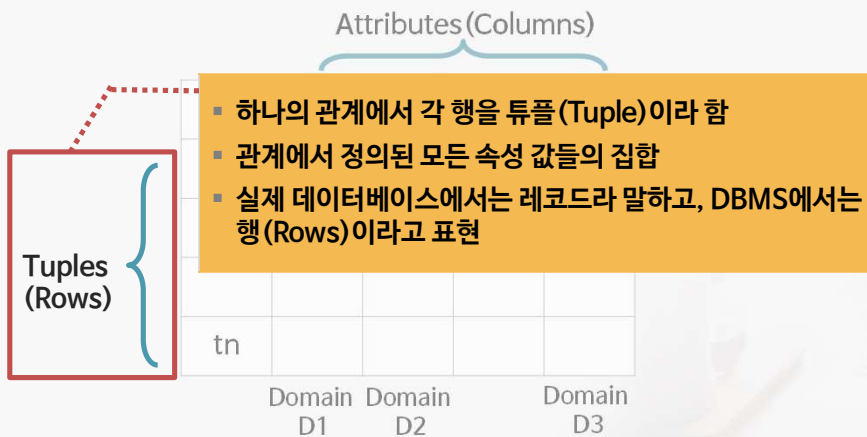 Attributes(Columns)
▪ 하나의 관계에서 각 행을 튜플(Tuple)이라 함
▪ 관계에서 정의된 모든 속성 값들의 집합
▪ 실제 데이터베이스에서는 레코드라 말하고, DBMS에서는
행(Rows)이라고 표현
Tuples
(Rows)
tn
Domain Domain Domain
D1 D2 D3